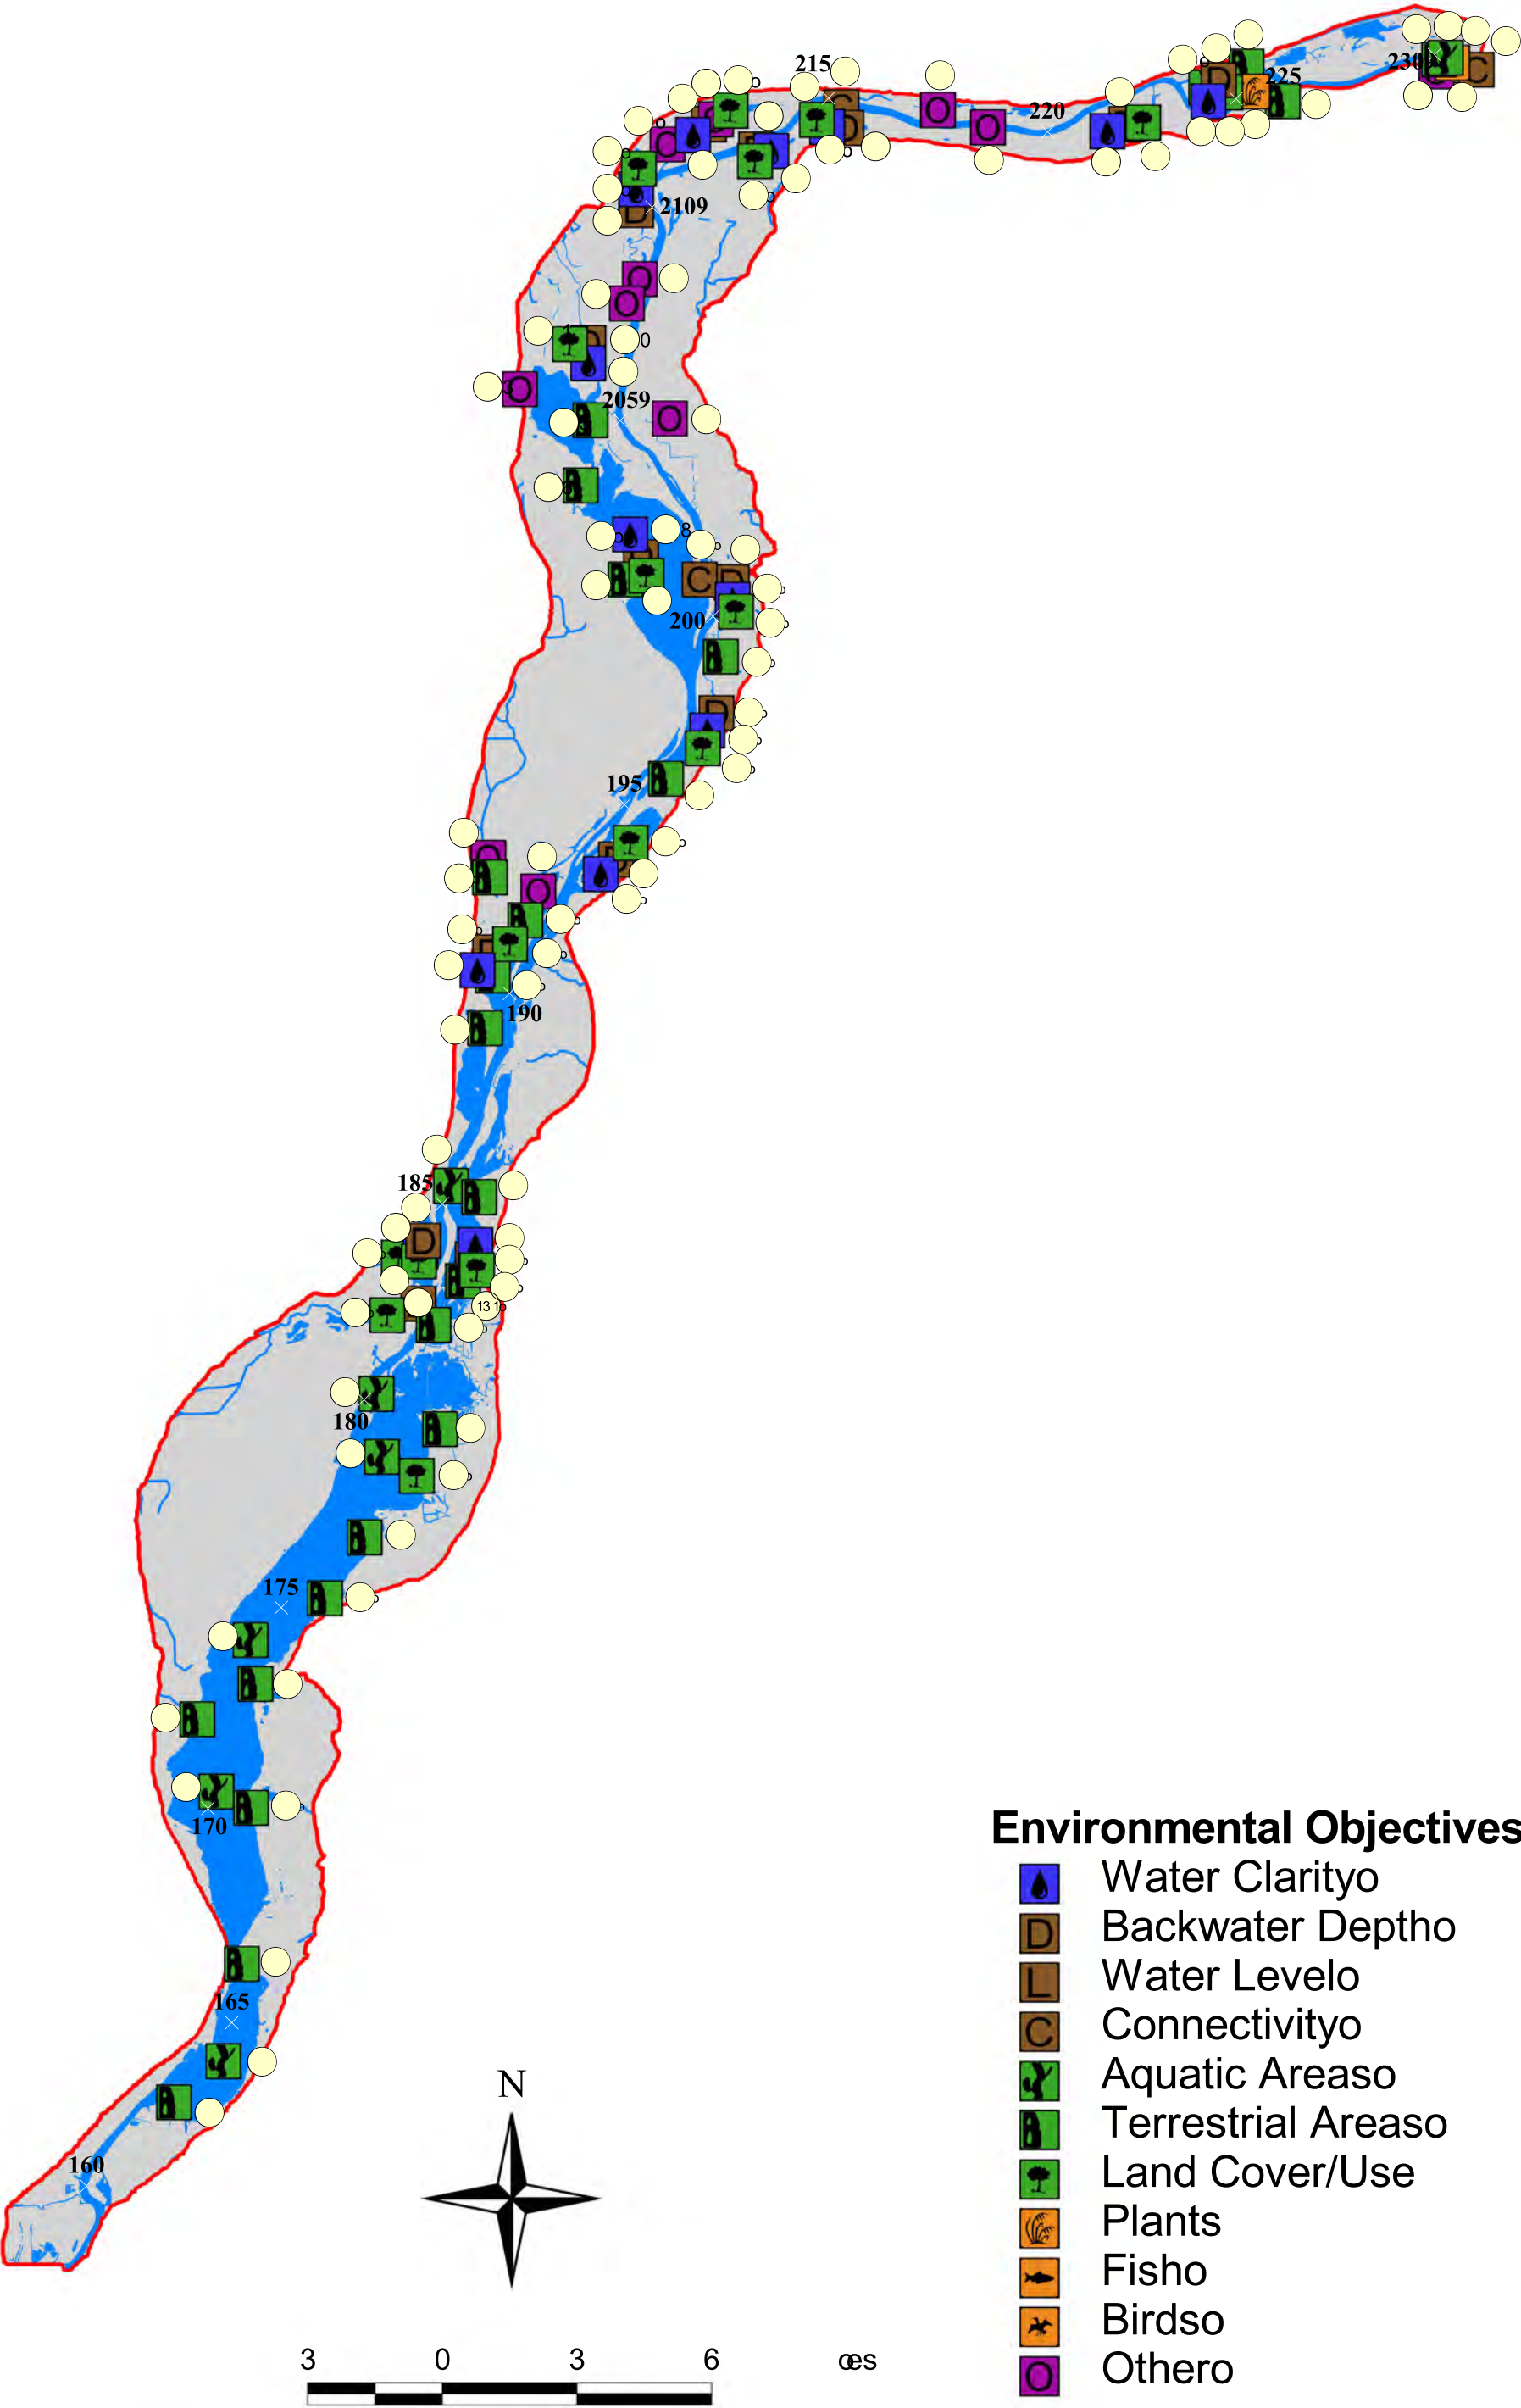 215
230
225
220
2109
2059
200
195
190
185
13 1o
180
175
170
165
160
N
3 0 3 6 œs
Environmental Objectives
Water Clarityo
D Backwater Deptho
L Water Levelo
C Connectivityo
Aquatic Areaso
Terrestrial Areaso
Land Cover/Use
Plants
Fisho
Birdso
O Othero